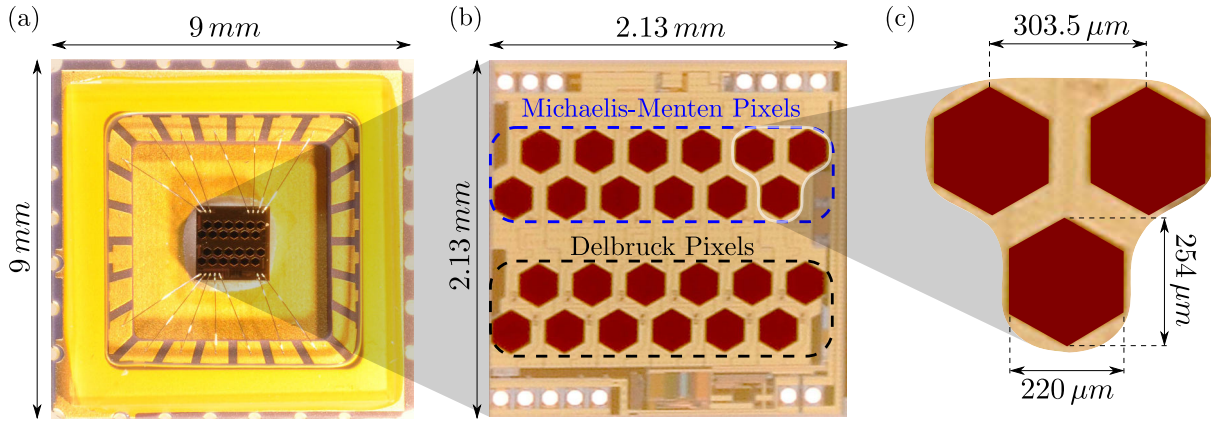 (a)
9 mm
9 mm
(b)
2.13 mm
2.13 mm
Michaelis-Menten Pixels
Delbruck Pixels
(c)
303.5 μm
254 μm
220 μm